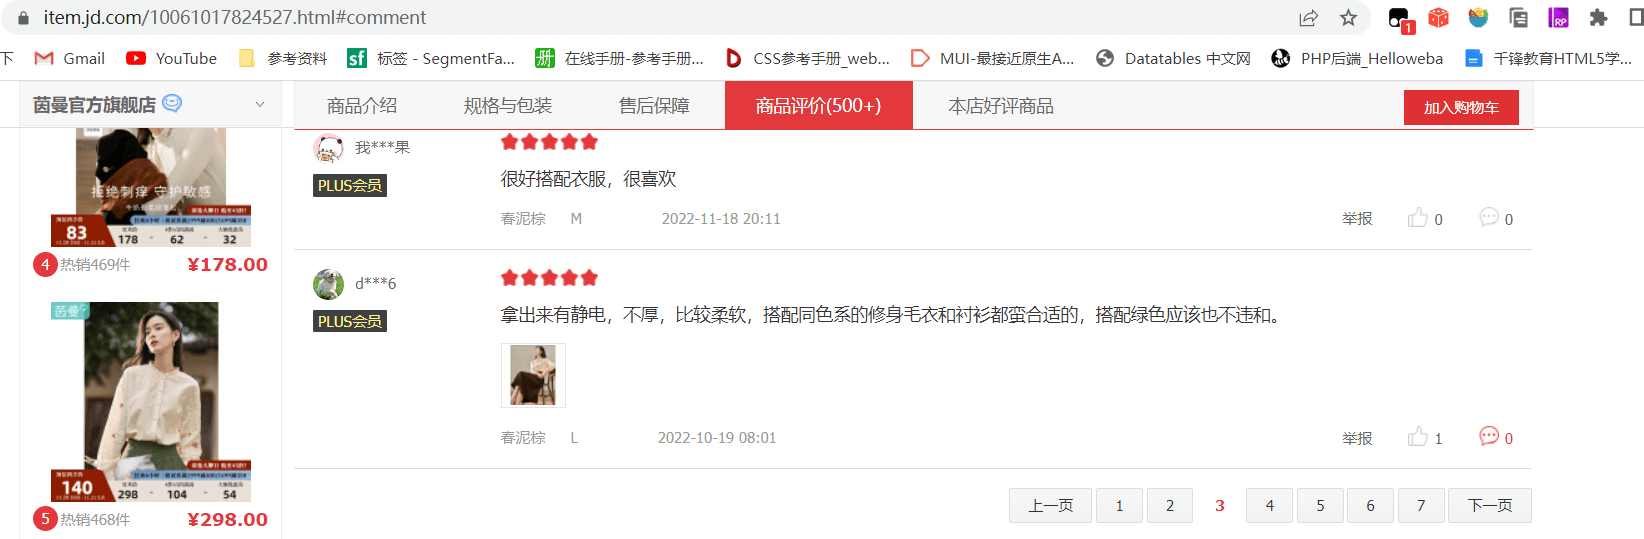 item.jd.com/10061017824527.html#comment
1
下 Gmail YouTube 参考资料 标签 - SegmentFa... 在线手册-参考手册... CSS参考手册_web... MUI-最接近原生A... Datatables 中文网 PHP后端_Helloweba 千锋教育HTML5学...
茵曼官方旗舰店
商品介绍 规格与包装 售后保障 商品评价(500+) 本店好评商品 加入购物车
拒绝刺痒 守护敏感
83
178 - 62 - 32
4 热销469件 ¥178.00
茵曼
140
298 - 104 - 54
5 热销468件 ¥298.00
我***果
PLUS会员
很好搭配衣服，很喜欢
春泥棕 M 2022-11-18 20:11 举报 0 0
d***6
PLUS会员
拿出来有静电，不厚，比较柔软，搭配同色系的修身毛衣和衬衫都蛮合适的，搭配绿色应该也不违和。
春泥棕 L 2022-10-19 08:01 举报 1 0
上一页 1 2 3 4 5 6 7 下一页